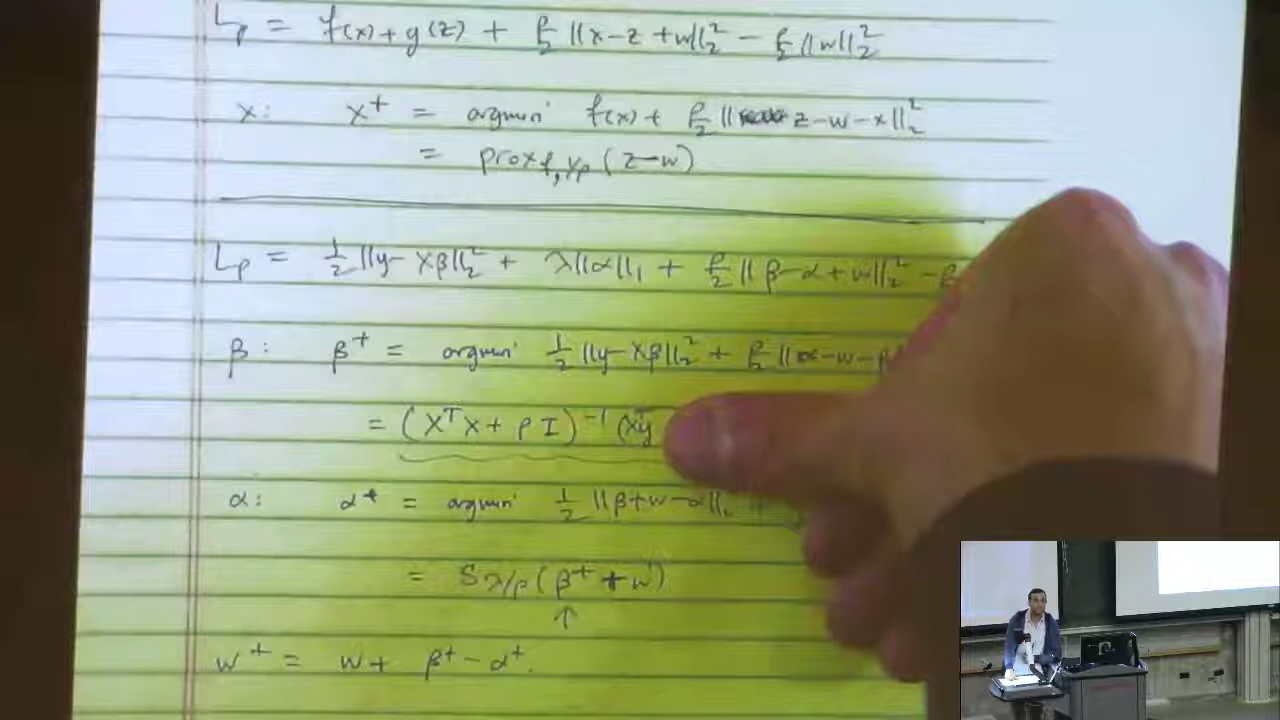 Lρ = f(x) + g(z) + ρ/2 ||x - z + w||₂² - ρ/2 ||w||₂²
x: x⁺ = argmin f(x) + ρ/2 || z - w - x||₂²
= prox f,1/ρ (z - w)
Lρ = 1/2 ||y - Xβ||₂² + λ||α||₁ + ρ/2 ||β - α + w||₂² - ρ
β: β⁺ = argmin 1/2 ||y - Xβ||₂² + ρ/2 ||α - w - β
= (XᵀX + ρI)⁻¹ (Xᵀy
α: α⁺ = argmin 1/2 ||β + w - α||₂
= S λ/ρ (β⁺ + w)
↑
w⁺ = w + β⁺ - α⁺.